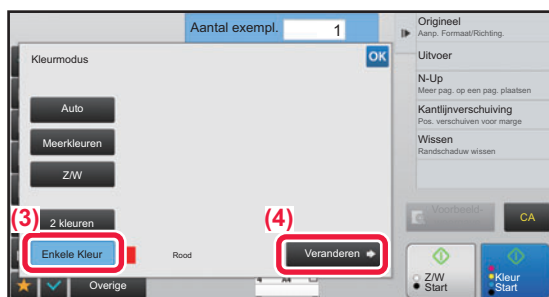 Aantal exempl. 1
Kleurmodus
OK
Auto
Meerkleuren
Z/W
2 kleuren
Enkele Kleur
Rood
Veranderen
(3)
(4)
Overige
A4
Origineel
Aanp. Formaat/Richting.
Uitvoer
N-Up
Meer pag. op een pag. plaatsen
Kantlijnverschuiving
Pos. verschuiven voor marge
Wissen
Randschaduw wissen
Voorbeeld-
CA
Z/W
Start
Kleur
Start